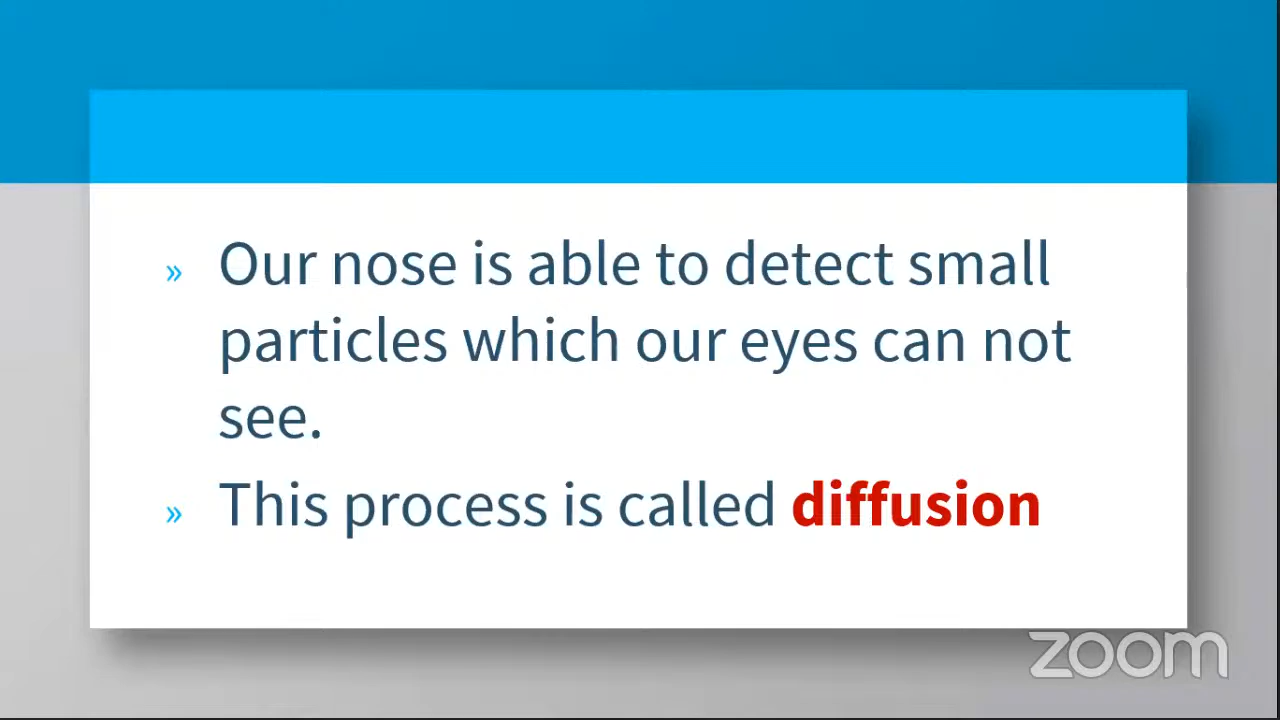 » Our nose is able to detect small
particles which our eyes can not
see.
» This process is called diffusion
zoom